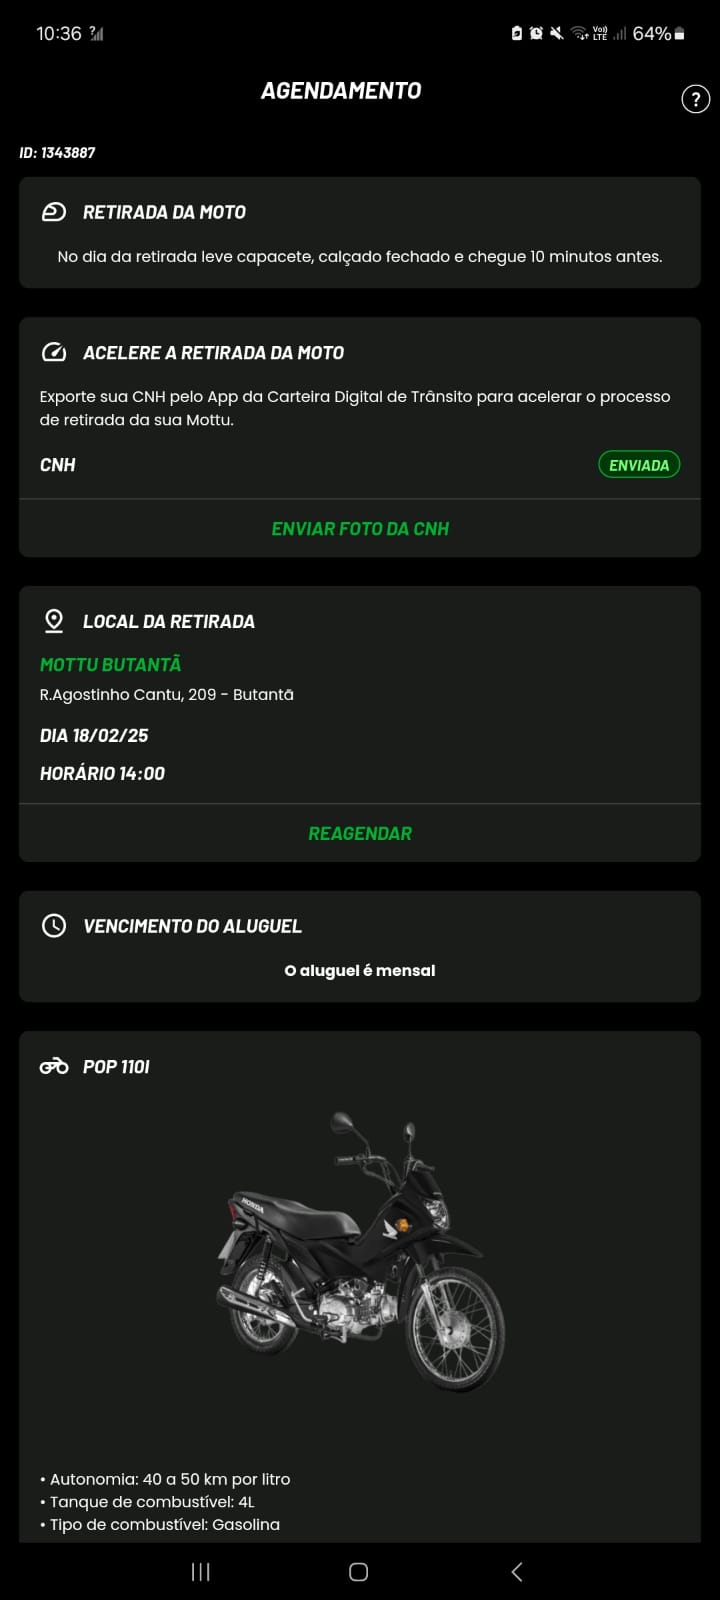 10:36
Vo)) LTE 64%
AGENDAMENTO
?
ID: 1343887
RETIRADA DA MOTO
No dia da retirada leve capacete, calçado fechado e chegue 10 minutos antes.
ACELERE A RETIRADA DA MOTO
Exporte sua CNH pelo App da Carteira Digital de Trânsito para acelerar o processo
de retirada da sua Mottu.
CNH
ENVIADA
ENVIAR FOTO DA CNH
LOCAL DA RETIRADA
MOTTU BUTANTÃ
R.Agostinho Cantu, 209 - Butantã
DIA 18/02/25
HORÁRIO 14:00
REAGENDAR
VENCIMENTO DO ALUGUEL
O aluguel é mensal
POP 110I
HONDA
• Autonomia: 40 a 50 km por litro
• Tanque de combustível: 4L
• Tipo de combustível: Gasolina